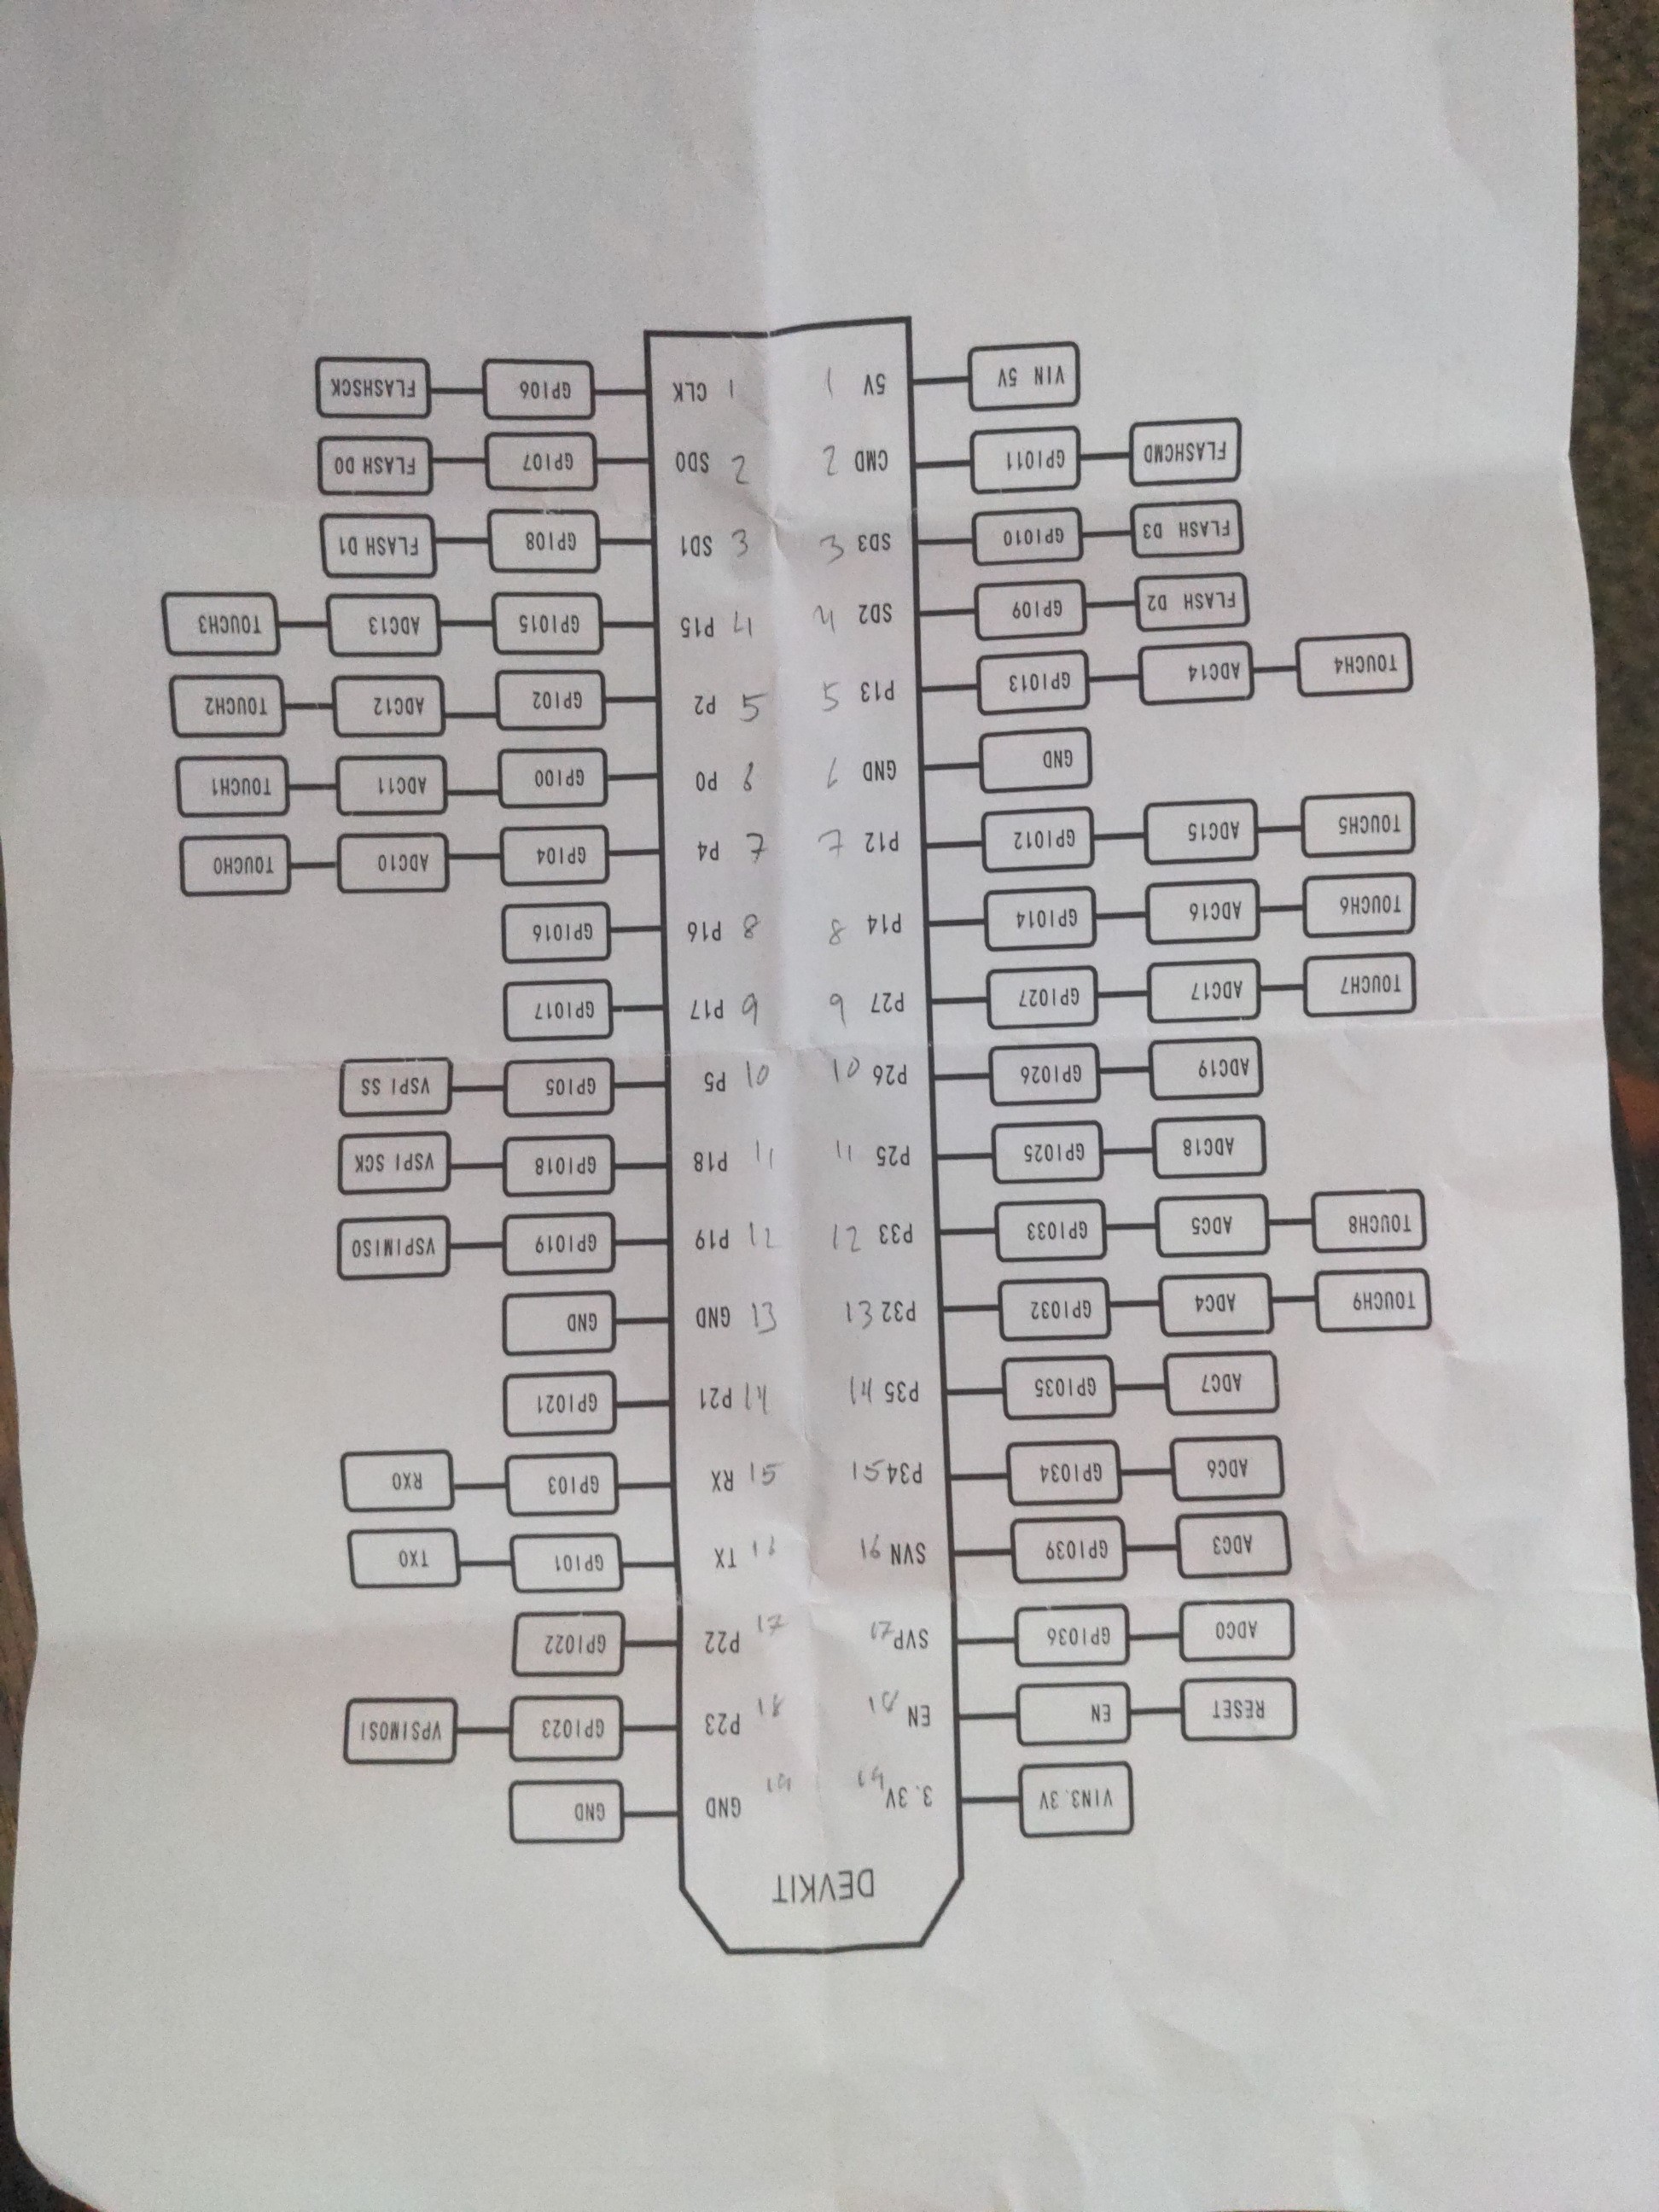 DEVKIT
VIN3.3V 3.3V 19 19 GND GND
RESET EN EN 18 18 P23 GPIO23 VPSIMOSI
ADC0 GPIO36 SVP 17 17 P22 GPIO22
ADC3 GPIO39 SVN 16 16 TX GPIO1 TXO
ADC6 GPIO34 P34 15 15 RX GPIO3 RXO
ADC7 GPIO35 P35 14 14 P21 GPIO21
TOUCH9 ADC4 GPIO32 P32 13 13 GND GND
TOUCH8 ADC5 GPIO33 P33 12 12 P19 GPIO19 VSPIMISO
ADC18 GPIO25 P25 11 11 P18 GPIO18 VSPI SCK
ADC19 GPIO26 P26 10 10 P5 GPIO5 VSPI SS
TOUCH7 ADC17 GPIO27 P27 9 9 P17 GPIO17
TOUCH6 ADC16 GPIO14 P14 8 8 P16 GPIO16
TOUCH5 ADC15 GPIO12 P12 7 7 P4 GPIO4 ADC10 TOUCH0
GND GND P0 GPIO0 ADC11 TOUCH1
TOUCH4 ADC14 GPIO13 P13 5 5 P2 GPIO2 ADC12 TOUCH2
FLASH D2 GPIO9 SD2 4 4 P15 GPIO15 ADC13 TOUCH3
FLASH D3 GPIO10 SD3 3 3 SD1 GPIO8 FLASH D1
FLASHCMD GPIO11 CMD 2 2 SD0 GPIO7 FLASH D0
VIN 5V 5V 1 1 CLK GPIO6 FLASHSCK